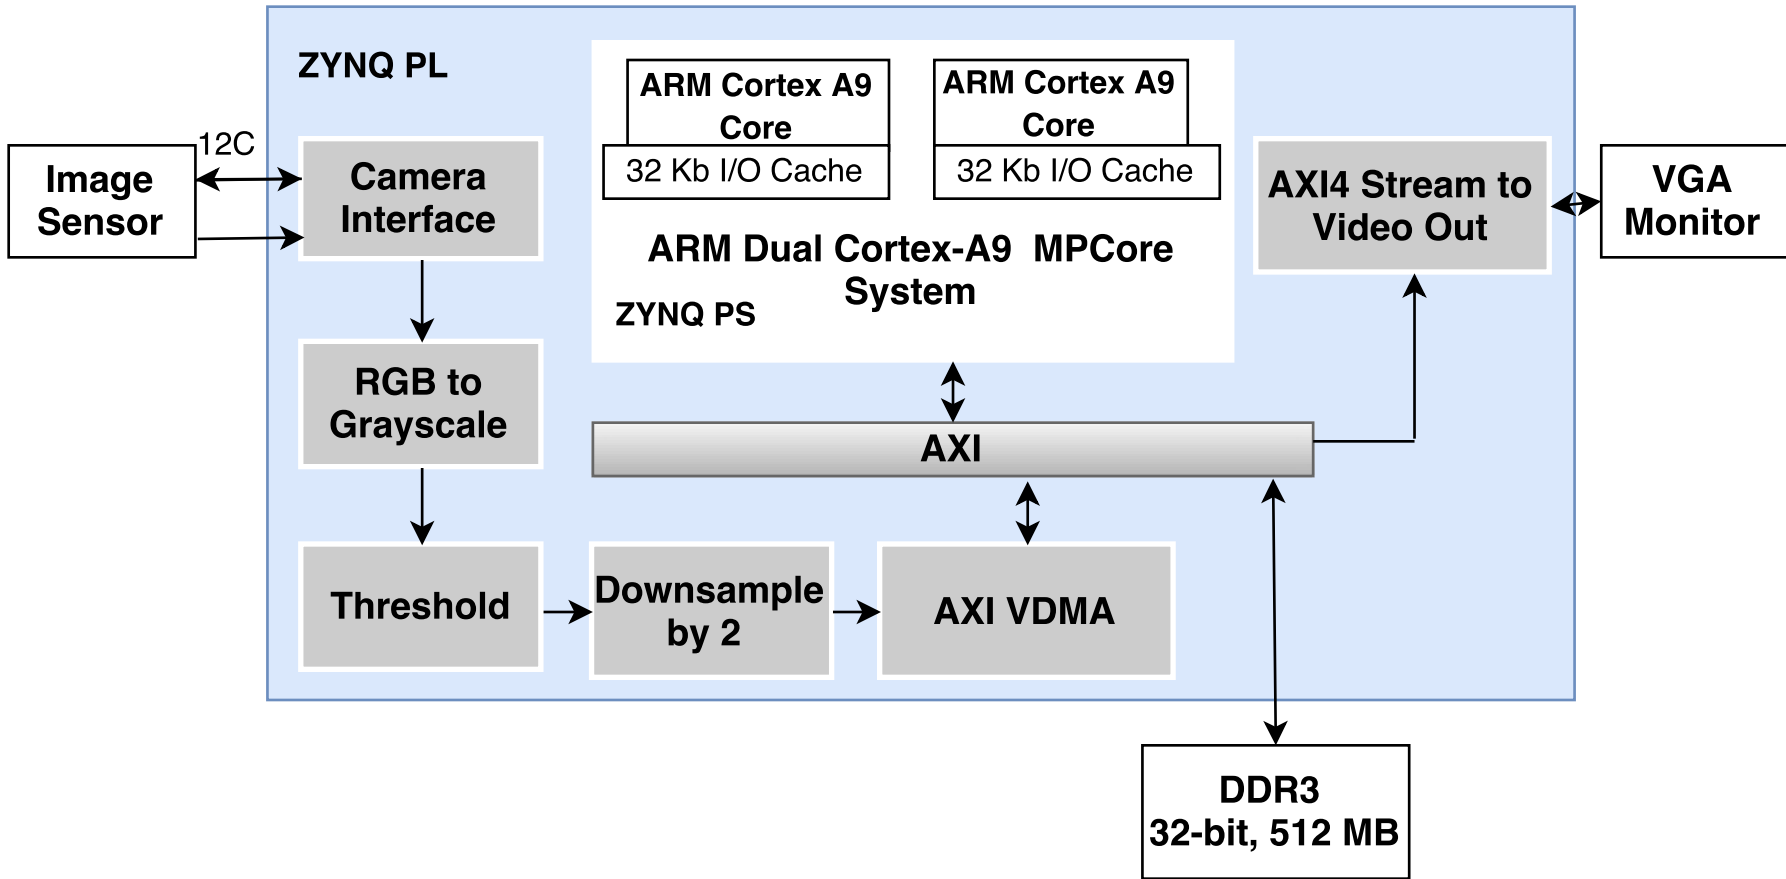 ZYNQ PL
ARM Cortex A9
Core
32 Kb I/O Cache
ARM Cortex A9
Core
32 Kb I/O Cache
ARM Dual Cortex-A9 MPCore
System
ZYNQ PS
12C
Image
Sensor
Camera
Interface
AXI4 Stream to
Video Out
VGA
Monitor
RGB to
Grayscale
AXI
Threshold
Downsample
by 2
AXI VDMA
DDR3
32-bit, 512 MB